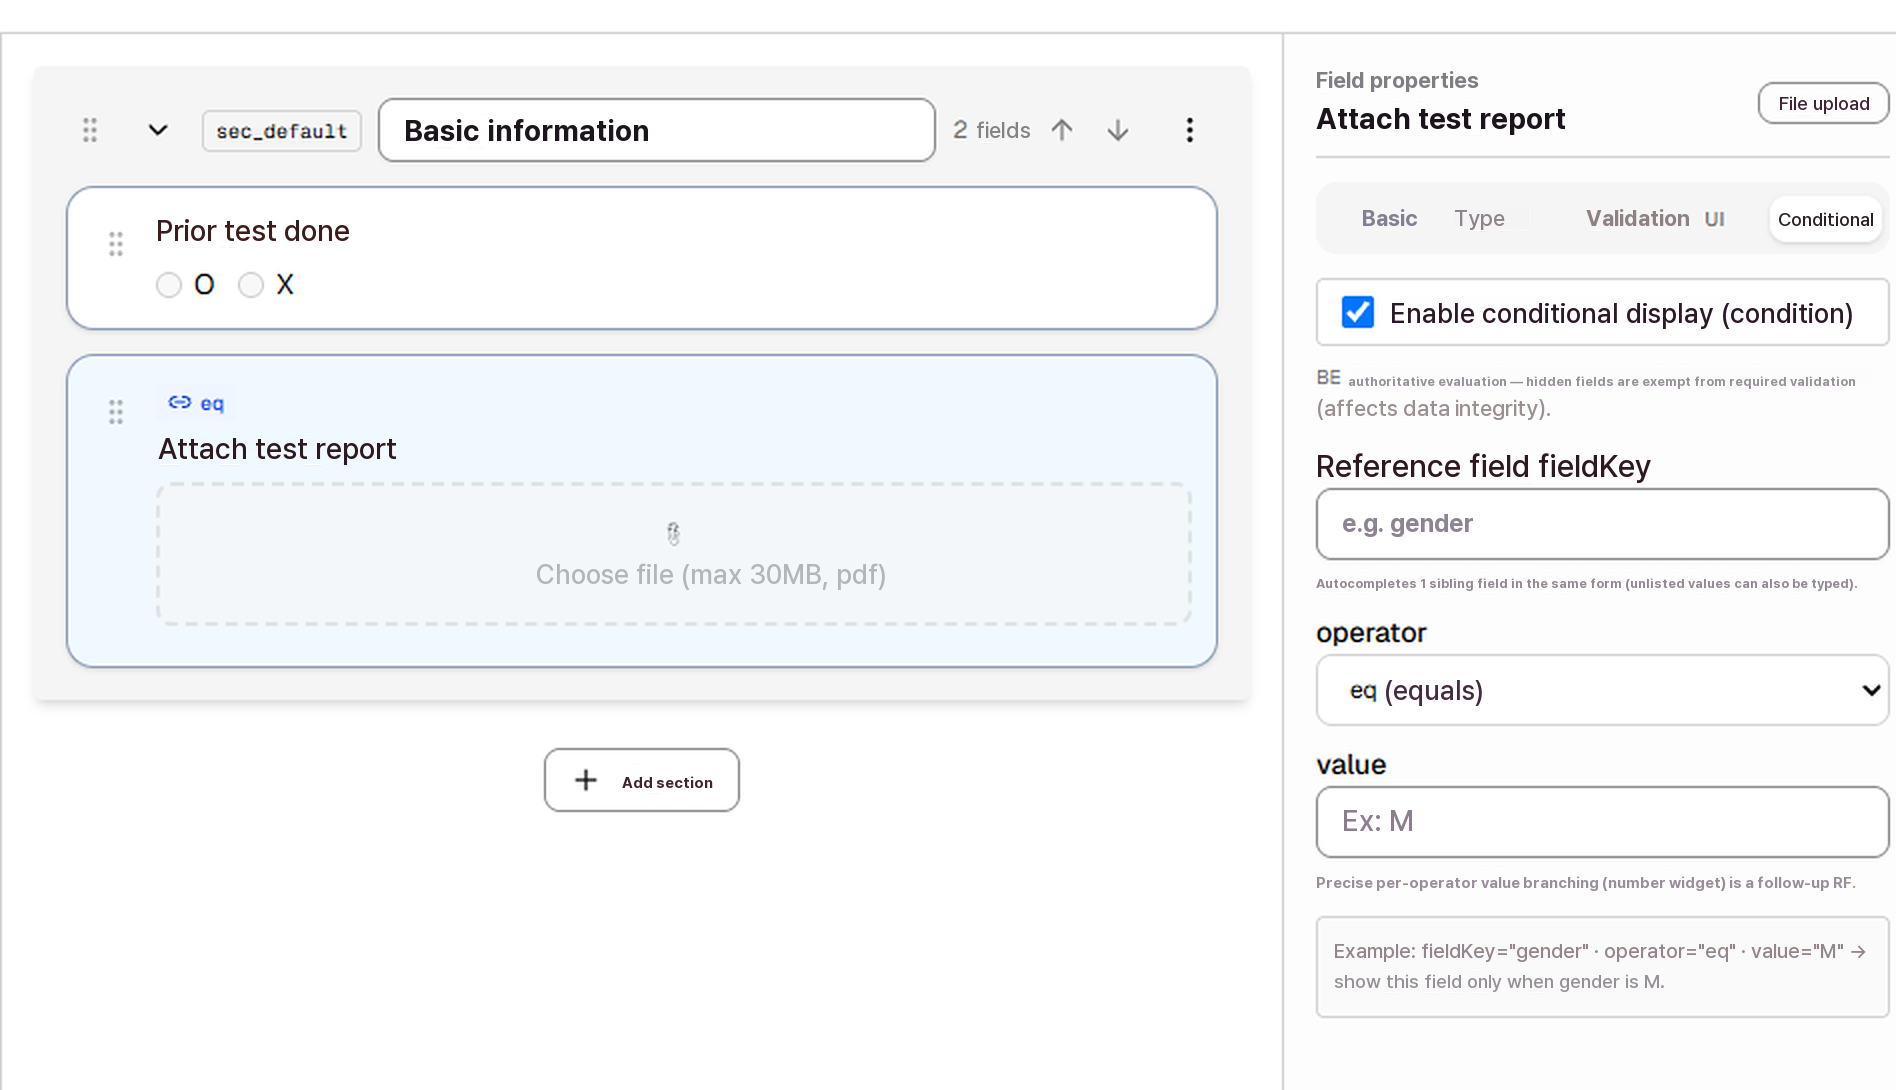 sec_default
Basic information
2 fields
Prior test done
O X
eq
Attach test report
Choose file (max 30MB, pdf)
Add section
Field properties
Attach test report
File upload
Basic Type Validation UI Conditional
Enable conditional display (condition)
BE authoritative evaluation — hidden fields are exempt from required validation
(affects data integrity).
Reference field fieldKey
e.g. gender
Autocompletes 1 sibling field in the same form (unlisted values can also be typed).
operator
eq (equals)
value
Ex: M
Precise per-operator value branching (number widget) is a follow-up RF.
Example: fieldKey="gender" · operator="eq" · value="M" →
show this field only when gender is M.